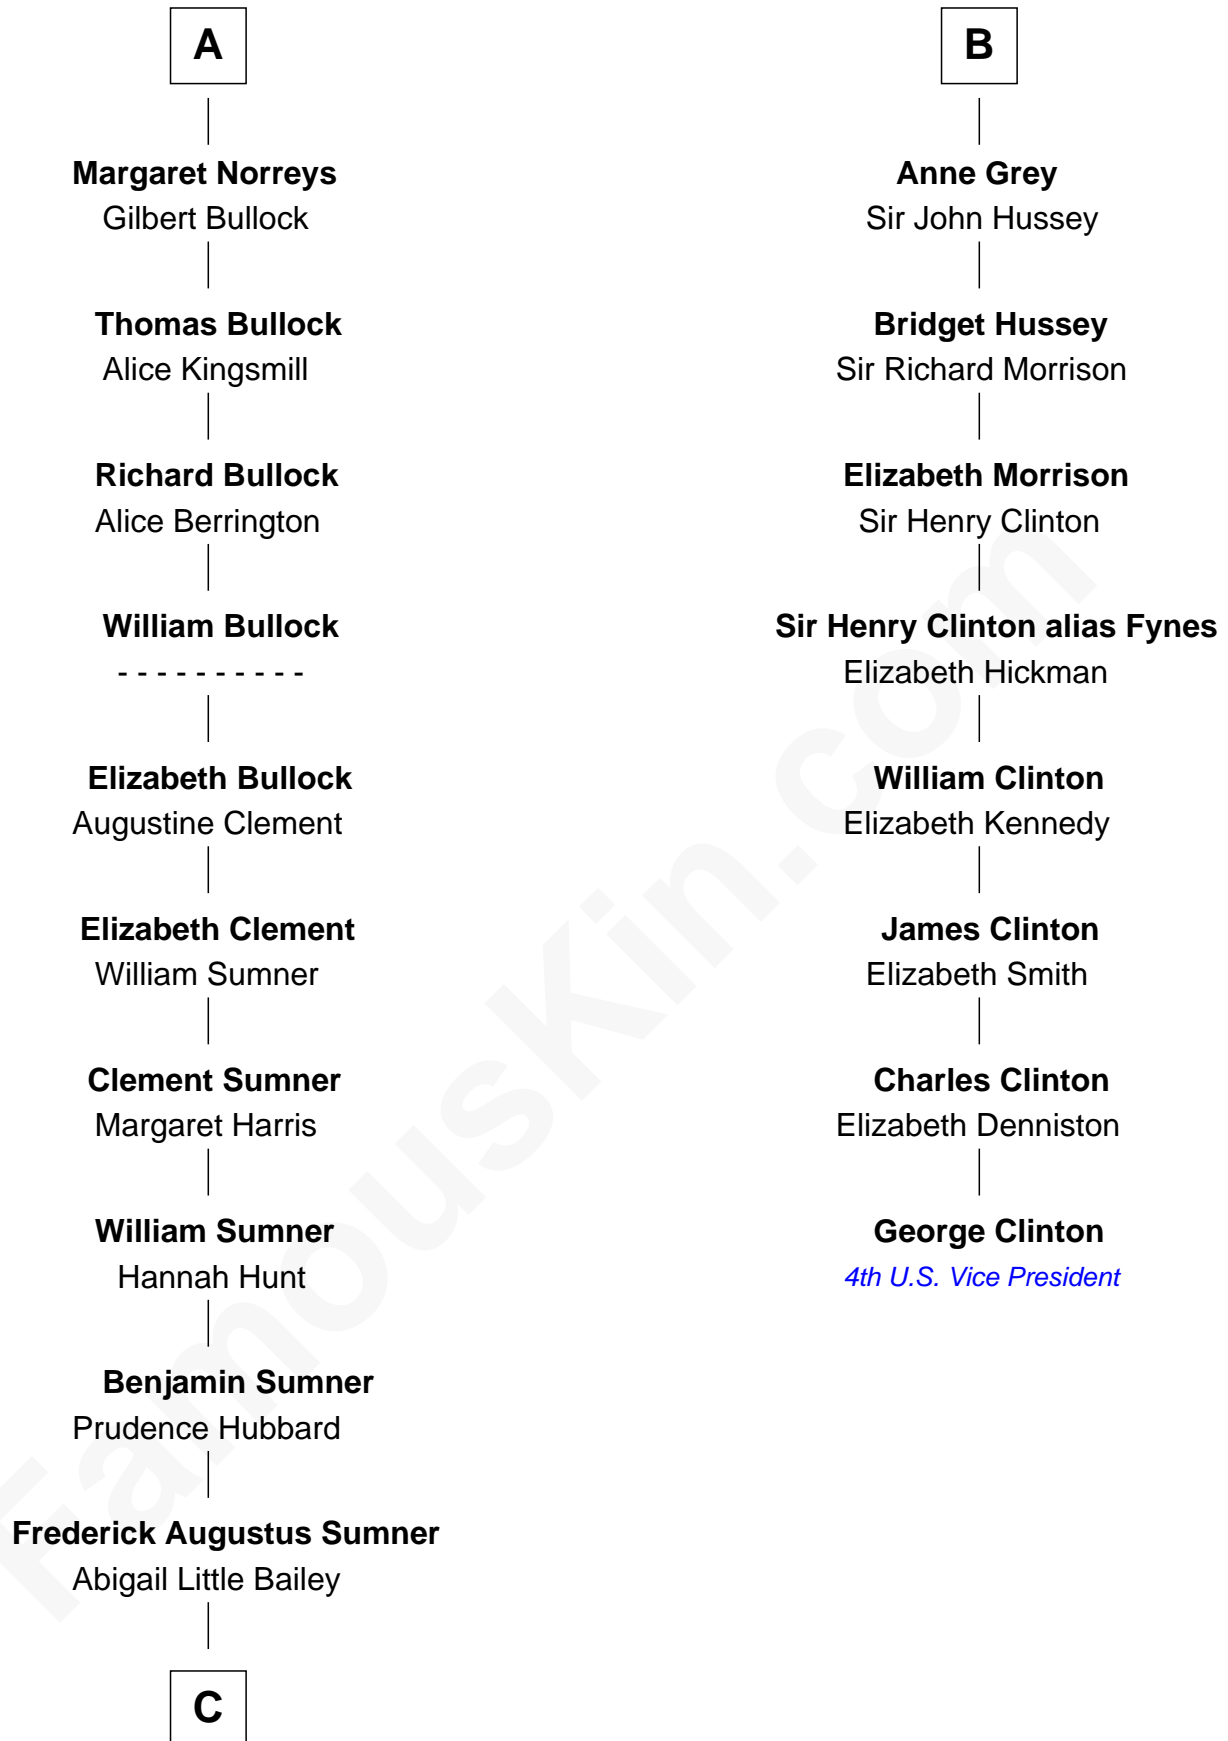 A
Margaret Norreys
Gilbert Bullock
Thomas Bullock
Alice Kingsmill
Richard Bullock
Alice Berrington
William Bullock
- - - - - - - - - -
Elizabeth Bullock
Augustine Clement
Elizabeth Clement
William Sumner
Clement Sumner
Margaret Harris
William Sumner
Hannah Hunt
Benjamin Sumner
Prudence Hubbard
Frederick Augustus Sumner
Abigail Little Bailey
C
B
Anne Grey
Sir John Hussey
Bridget Hussey
Sir Richard Morrison
Elizabeth Morrison
Sir Henry Clinton
Sir Henry Clinton alias Fynes
Elizabeth Hickman
William Clinton
Elizabeth Kennedy
James Clinton
Elizabeth Smith
Charles Clinton
Elizabeth Denniston
George Clinton
4th U.S. Vice President
FamousKin.com